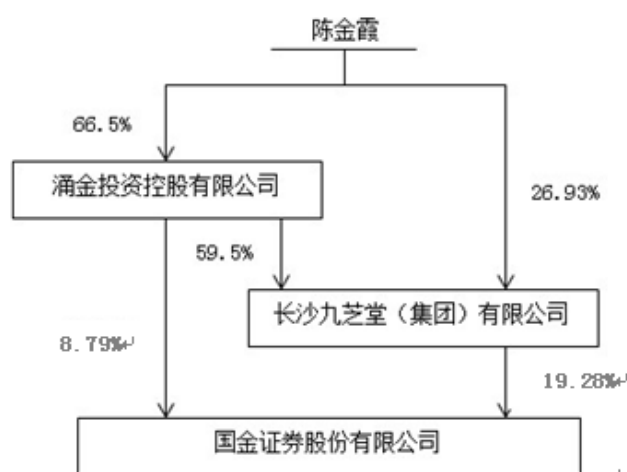 陈金霞
66.5%
涌金投资控股有限公司
26.93%
59.5%
长沙九芝堂（集团）有限公司
8.79%↵
19.28%↵
国金证券股份有限公司